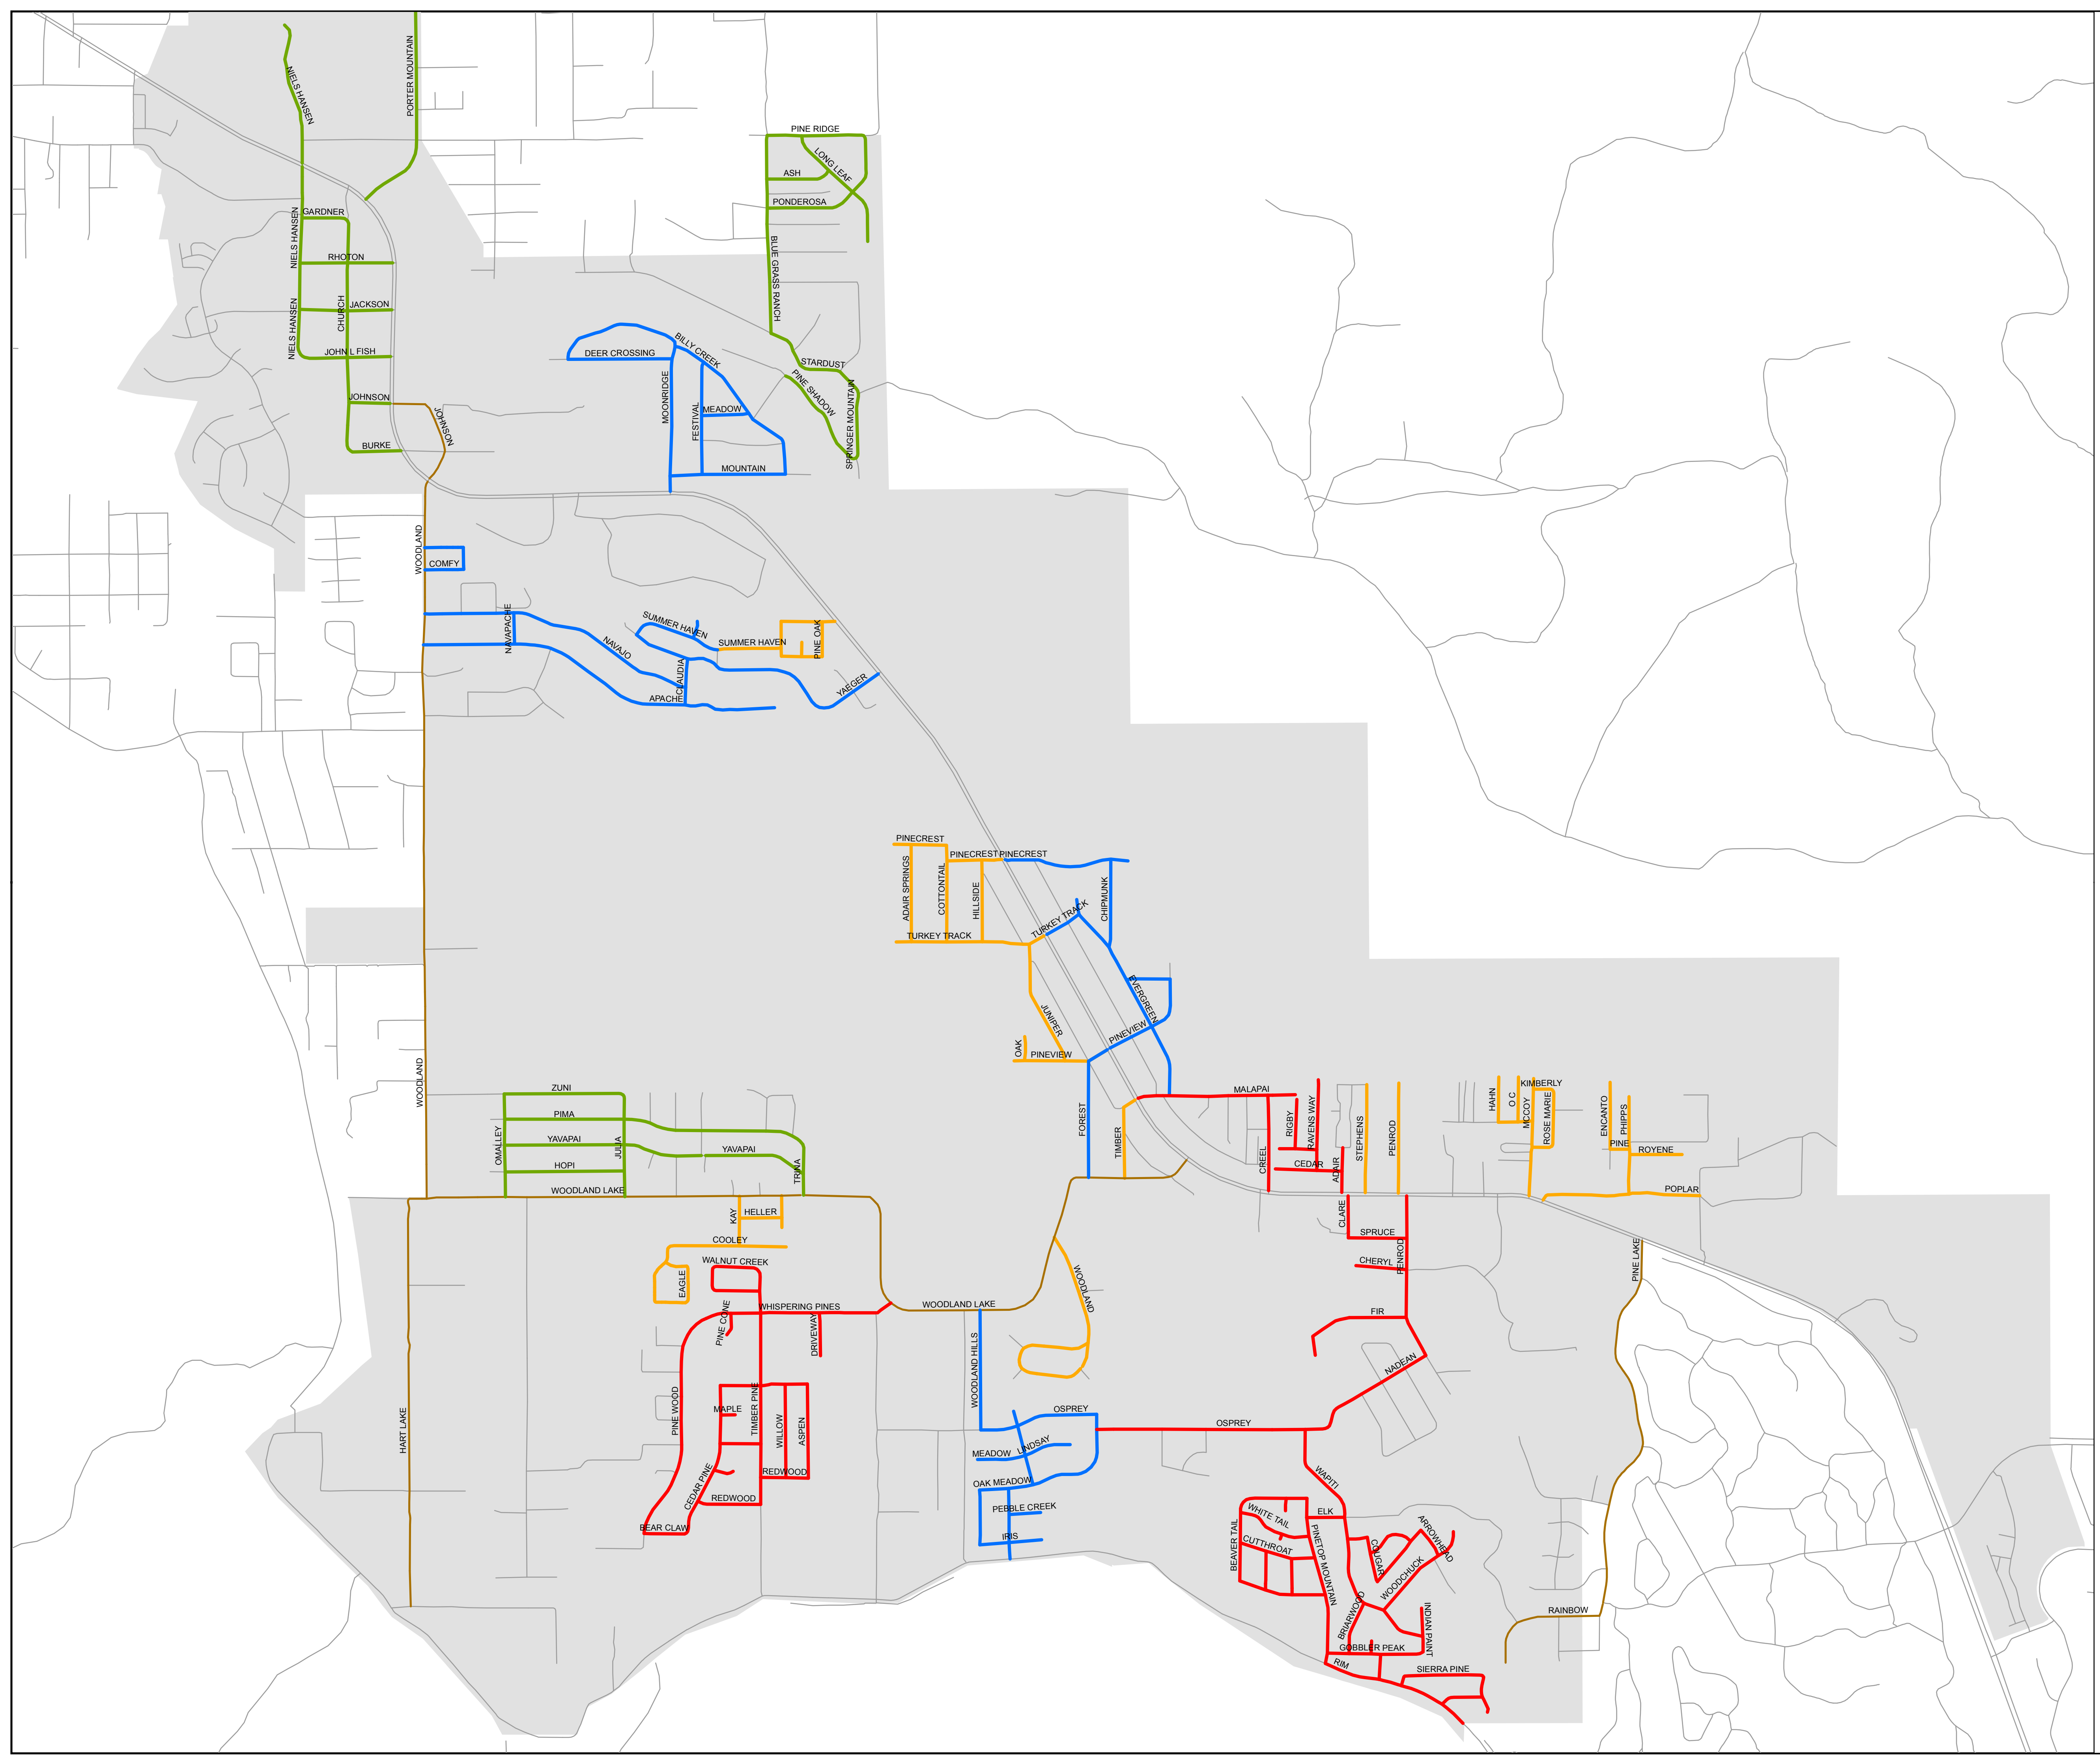 PORTER MOUNTAIN
NIELS HANSEN
PINE RIDGE
LONG LEAF
ASH
PONDEROSA
GARDNER
NIELS HANSEN
RHOTON
BLUE GRASS RANCH
NIELS HANSEN
CHURCH
JACKSON
JOHN L FISH
BILLY CREEK
DEER CROSSING
STARDUST
PINE SHADOW
MOONRIDGE
SPRINGER MOUNTAIN
JOHNSON
JOHNSON
FESTIVAL
MEADOW
BURKE
MOUNTAIN
WOODLAND
COMFY
NAVAPACHE
SUMMER HAVEN
SUMMER HAVEN
PINE OAK
NAVAJO
CLAUDIA
YAEGER
APACHE
PINECREST
PINECREST
PINECREST
ADAIR SPRINGS
COTTONTAIL
HILLSIDE
CHIPMUNK
TURKEY TRACK
TURKEY TRACK
EVERGREEN
JUNIPER
PINEVIEW
OAK
PINEVIEW
WOODLAND
ZUNI
PIMA
OMALLEY
YAVAPAI
JULIA
YAVAPAI
HOPI
TRINA
WOODLAND LAKE
FOREST
TIMBER
MALAPAI
RIGBY
RAVENS WAY
CREEL
CEDAR
ADAIR
STEPHENS
PENROD
HAHN
O C
KIMBERLY
MCCOY
ROSE MARIE
ENCANTO
PHIPPS
PINE
ROYENE
POPLAR
KAY
HELLER
COOLEY
CLARE
SPRUCE
CHERYL
PENROD
PINE LAKE
WALNUT CREEK
EAGLE
WOODLAND
WHISPERING PINES
WOODLAND LAKE
PINE CONE
DRIVEWAY
FIR
WOODLAND HILLS
NADEAN
HART LAKE
PINE WOOD
MAPLE
TIMBER PINE
WILLOW
ASPEN
OSPREY
OSPREY
MEADOW
LINDSAY
CEDAR PINE
REDWOOD
OAK MEADOW
WAPITI
REDWOOD
PEBBLE CREEK
BEAR CLAW
IRIS
WHITE TAIL
ELK
BEAVER TAIL
CUTTHROAT
PINETOP MOUNTAIN
COUGAR
ARROWHEAD
WOODCHUCK
BRIARWOOD
INDIAN PAINT
RAINBOW
GOBBLER PEAK
RIM
SIERRA PINE